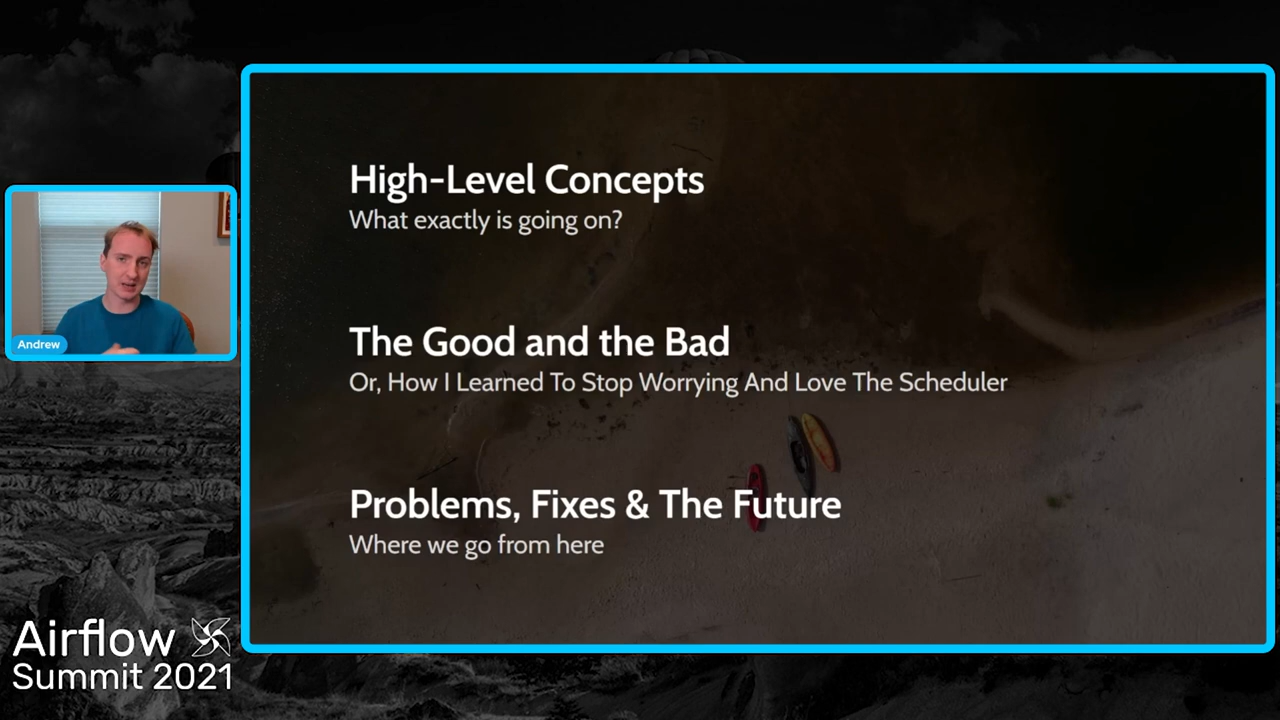 High-Level Concepts
What exactly is going on?
The Good and the Bad
Or, How I Learned To Stop Worrying And Love The Scheduler
Problems, Fixes & The Future
Where we go from here
Andrew
Airflow
Summit 2021